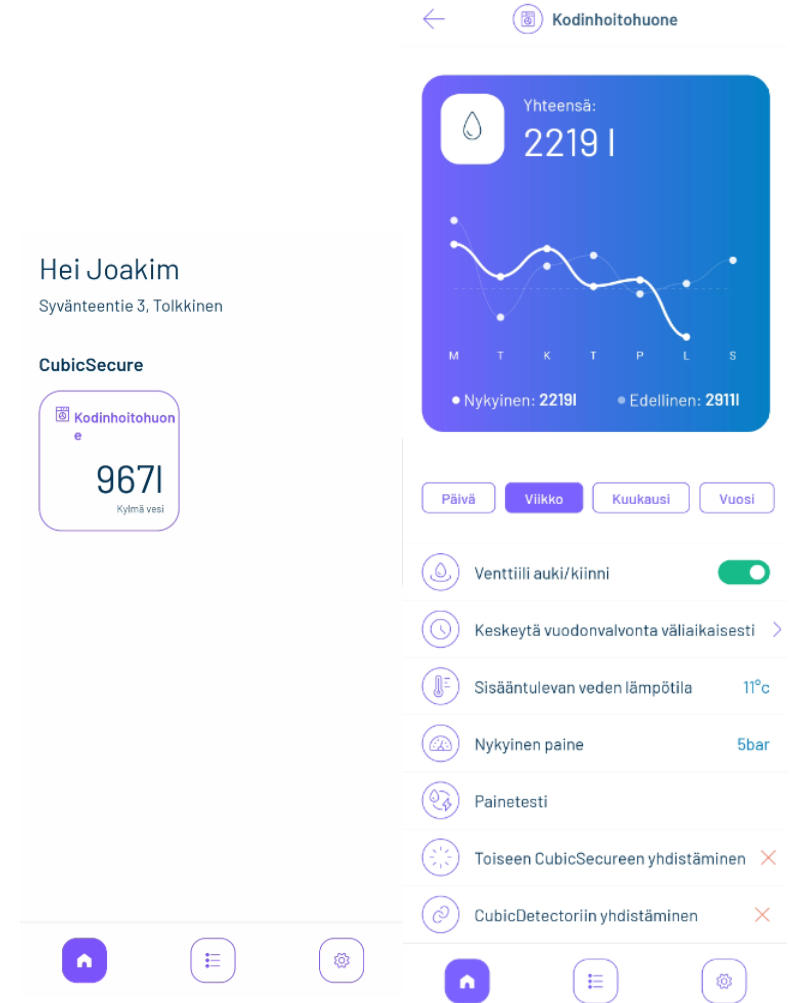 Hei Joakim
Syvänteentie 3, Tolkkinen
CubicSecure
Kodinhoitohuon
e
967l
Kylmä vesi
Kodinhoitohuone
Yhteensä:
2219 l
M T K T P L S
Nykyinen: 2219l Edellinen: 2911l
Päivä Viikko Kuukausi Vuosi
Venttiili auki/kiinni
Keskeytä vuodonvalvonta väliaikaisesti
Sisääntulevan veden lämpötila 11°c
Nykyinen paine 5bar
Painetesti
Toiseen CubicSecureen yhdistäminen
CubicDetectoriin yhdistäminen